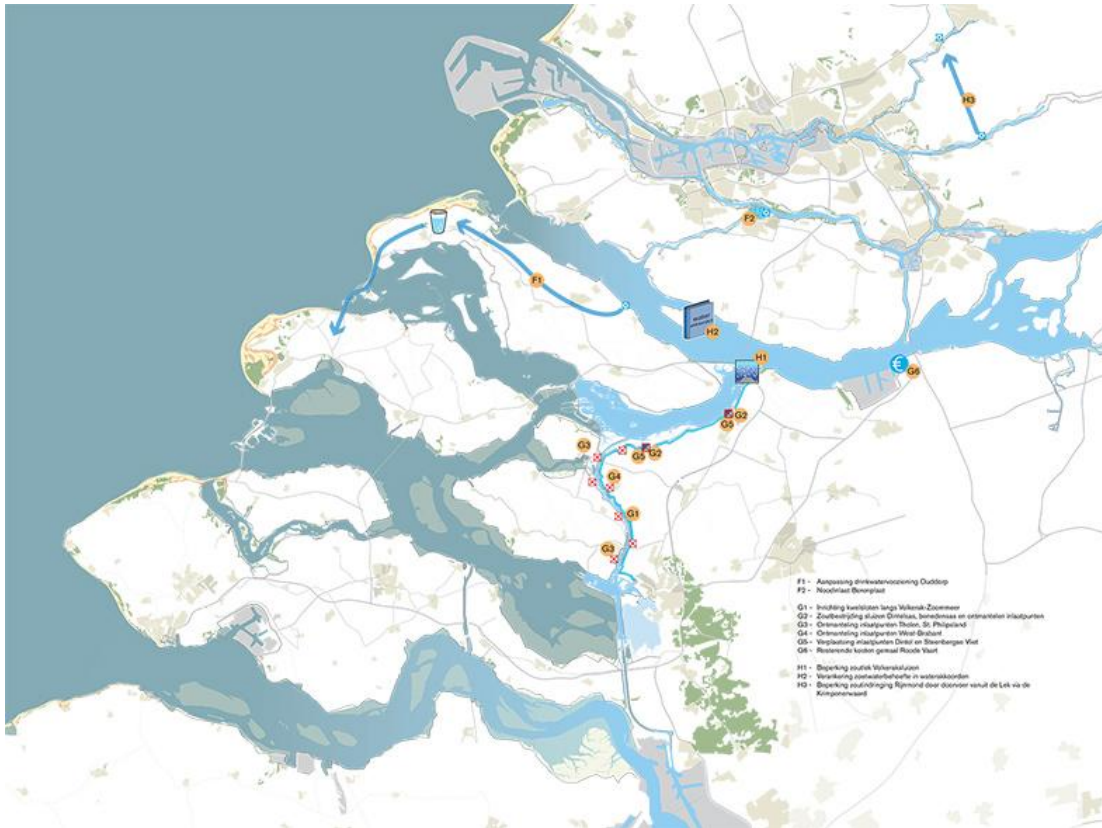 H3
F2
F1
H2
H1
G6
G2
G5
G3
G5
G2
G4
G1
G3
€
F1 - Aanpassing drinkwatervoorziening Ouddorp
F2 - Noodinlaat Berenplaat
G1 - Inrichting kwelsloten langs Volkerak-Zoommeer
G2 - Zoutbestrijding sluizen Dintelsas, benedensas en ontmantelen inlaatpunten
G3 - Ontmanteling inlaatpunten Tholen, St. Philipsland
G4 - Ontmanteling inlaatpunten West-Brabant
G5 - Verplaatsing inlaatpunten Dintel en Steenbergse Vliet
G6 - Resterende kosten gemaal Roode Vaart
H1 - Beperking zoutlek Volkeraksluizen
H2 - Verankering zoetwaterbehoefte in waterakkoorden
H3 - Beperking zoutindringing Rijnmond door doorvoer vanuit de Lek via de
Krimpenerwaard